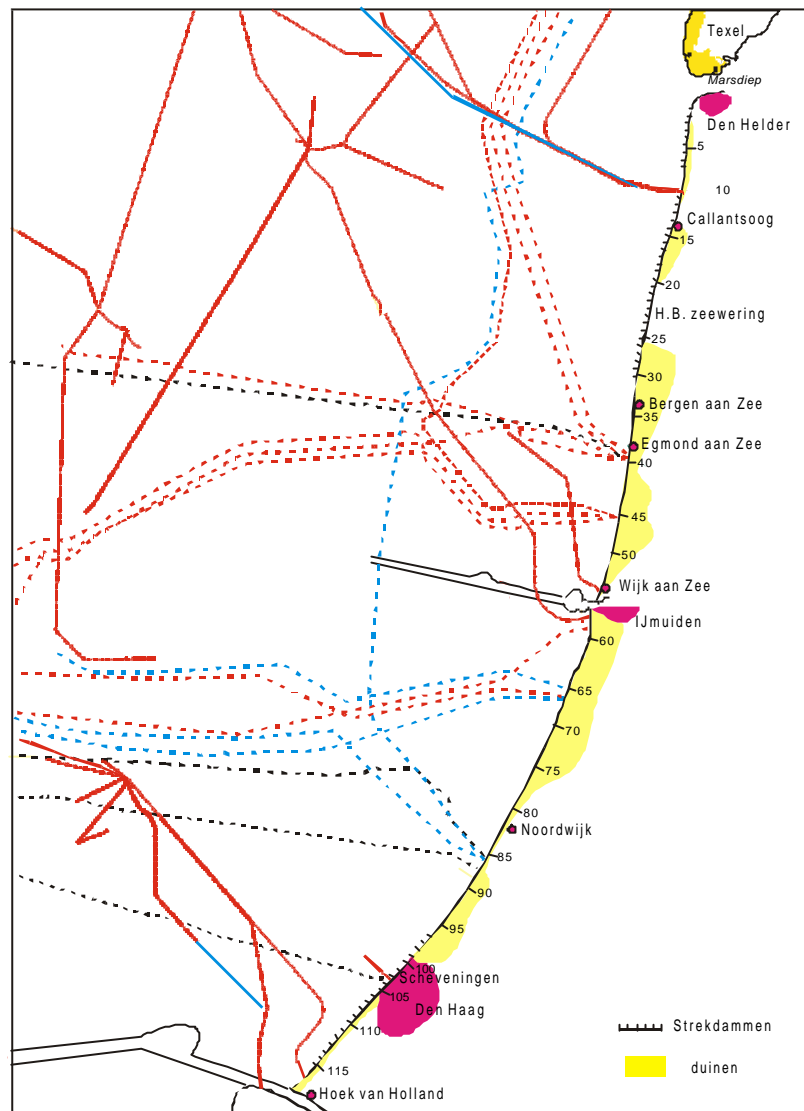 Texel
Marsdiep
Den Helder
5
10
Callantsoog
15
20
H.B. zeewering
25
30
Bergen aan Zee
35
Egmond aan Zee
40
45
50
Wijk aan Zee
IJmuiden
60
65
70
75
80
Noordwijk
85
90
95
100
Scheveningen
105
Den Haag
110
115
Hoek van Holland
Strekdammen
duinen